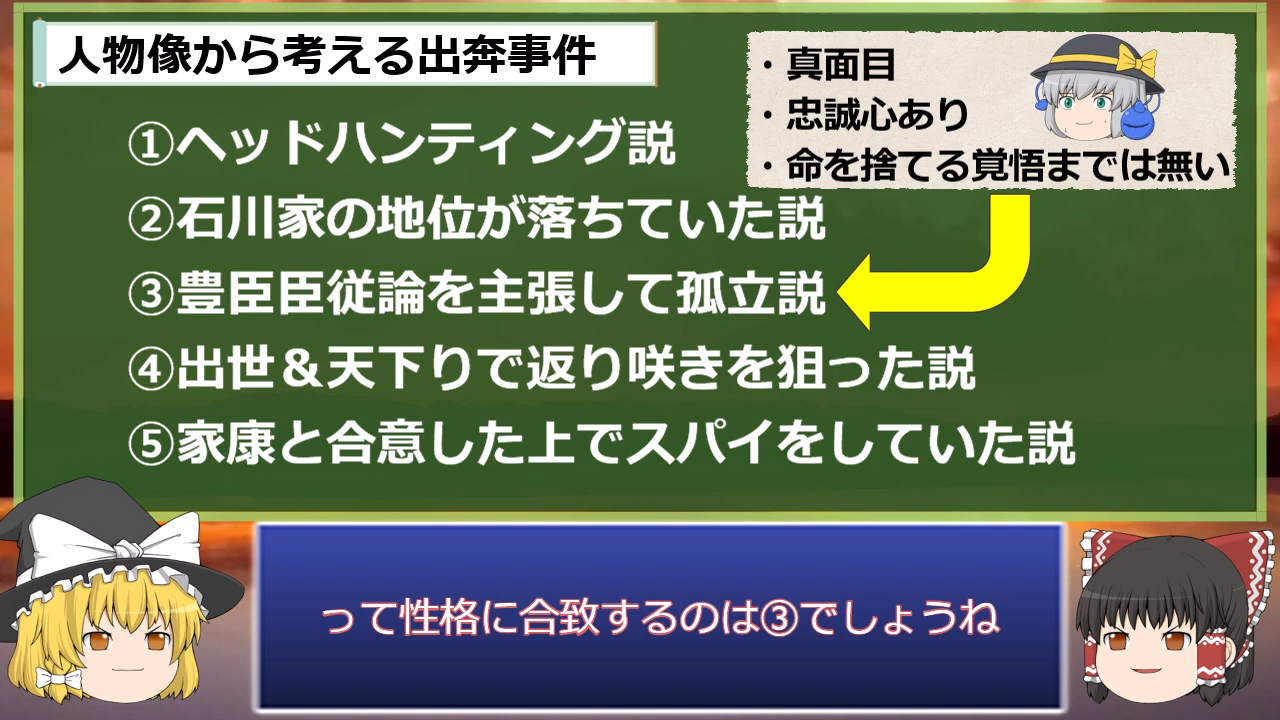 人物像から考える出奔事件
・真面目
・忠誠心あり
・命を捨てる覚悟までは無い
①ヘッドハンティング説
②石川家の地位が落ちていた説
③豊臣臣従論を主張して孤立説
④出世＆天下りで返り咲きを狙った説
⑤家康と合意した上でスパイをしていた説
って性格に合致するのは③でしょうね